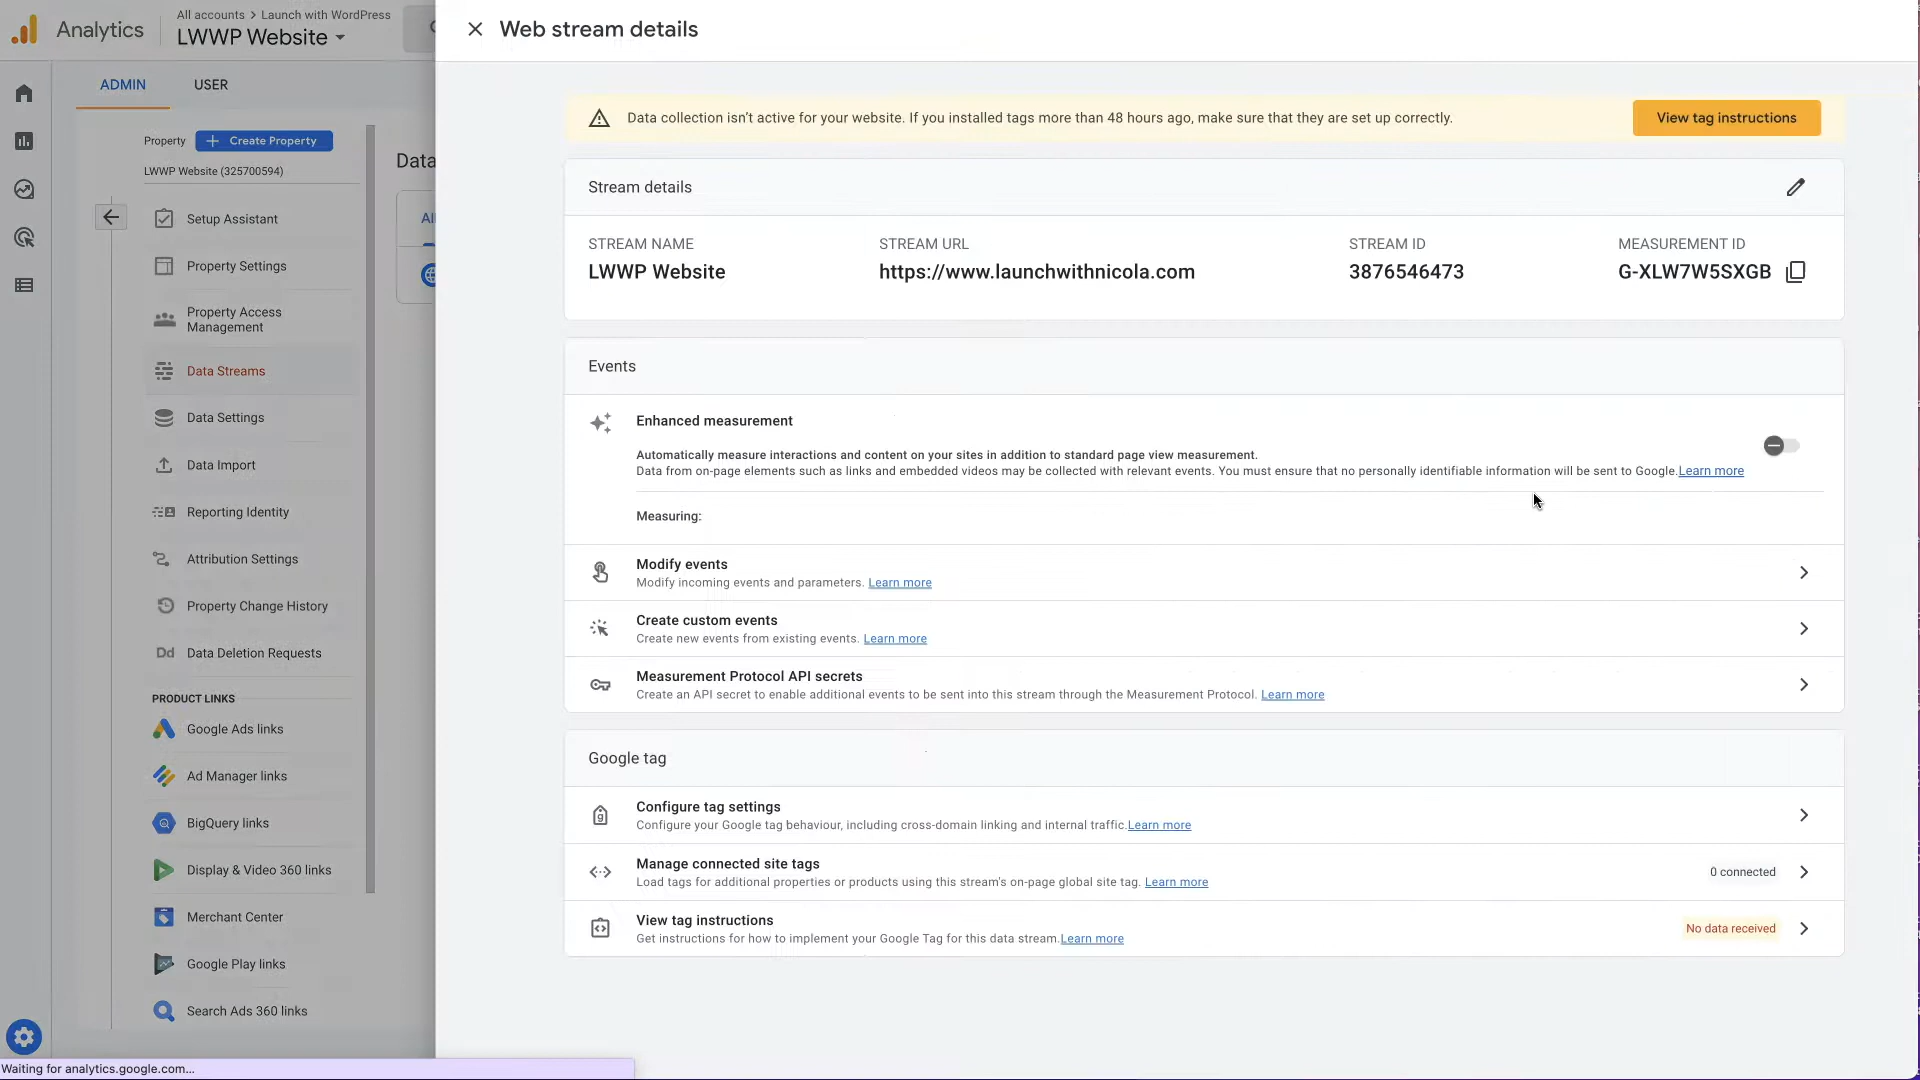 Analytics
All accounts > Launch with WordPress
LWWP Website
ADMIN
USER
Property
Create Property
LWWP Website (325700594)
Setup Assistant
Property Settings
Property Access
Management
Data Streams
Data Settings
Data Import
Reporting Identity
Attribution Settings
Property Change History
Dd Data Deletion Requests
PRODUCT LINKS
Google Ads links
Ad Manager links
BigQuery links
Display & Video 360 links
Merchant Center
Google Play links
Search Ads 360 links
Waiting for analytics.google.com...
Data
Web stream details
Data collection isn't active for your website. If you installed tags more than 48 hours ago, make sure that they are set up correctly.
View tag instructions
Stream details
STREAM NAME
LWWP Website
STREAM URL
https://www.launchwithnicola.com
STREAM ID
3876546473
MEASUREMENT ID
G-XLW7W5SXGB
Events
Enhanced measurement
Automatically measure interactions and content on your sites in addition to standard page view measurement.
Data from on-page elements such as links and embedded videos may be collected with relevant events. You must ensure that no personally identifiable information will be sent to Google. Learn more
Measuring:
Modify events
Modify incoming events and parameters. Learn more
Create custom events
Create new events from existing events. Learn more
Measurement Protocol API secrets
Create an API secret to enable additional events to be sent into this stream through the Measurement Protocol. Learn more
Google tag
Configure tag settings
Configure your Google tag behaviour, including cross-domain linking and internal traffic. Learn more
Manage connected site tags
Load tags for additional properties or products using this stream's on-page global site tag. Learn more
0 connected
View tag instructions
Get instructions for how to implement your Google Tag for this data stream. Learn more
No data received